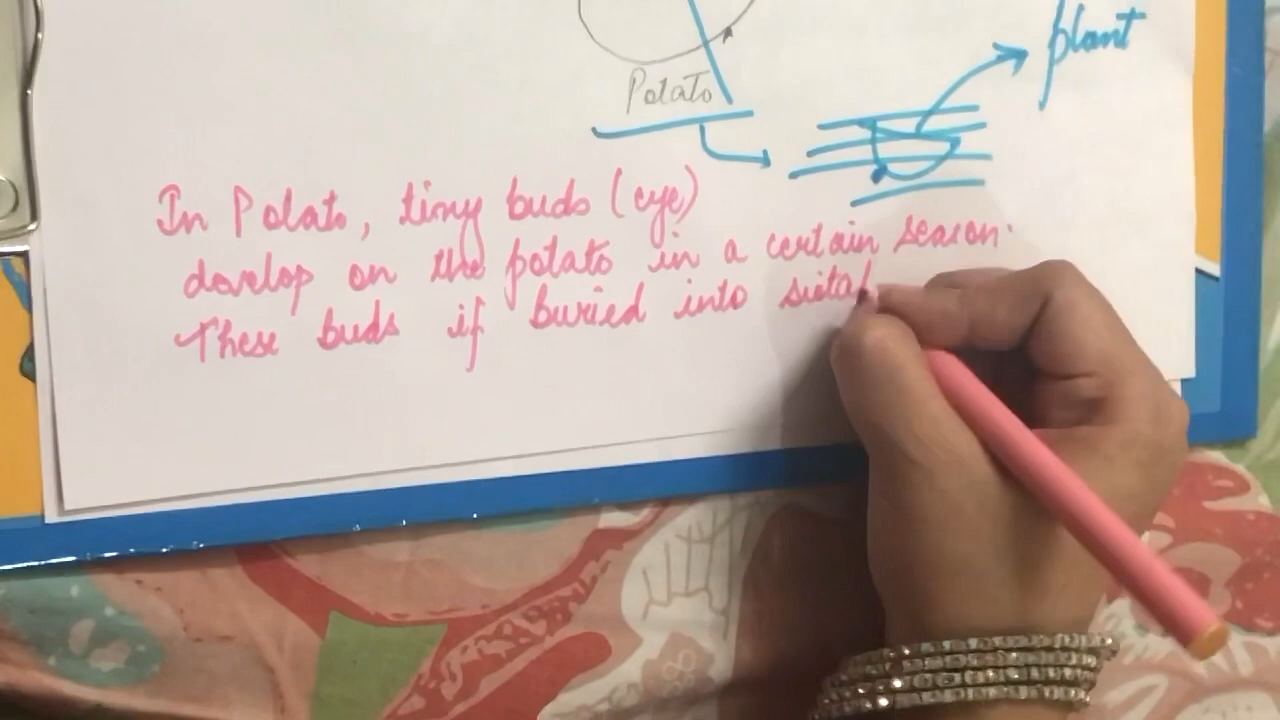 plant
Potato
In Potato, tiny buds (eye)
develop on the potato in a certain season.
These buds if buried into